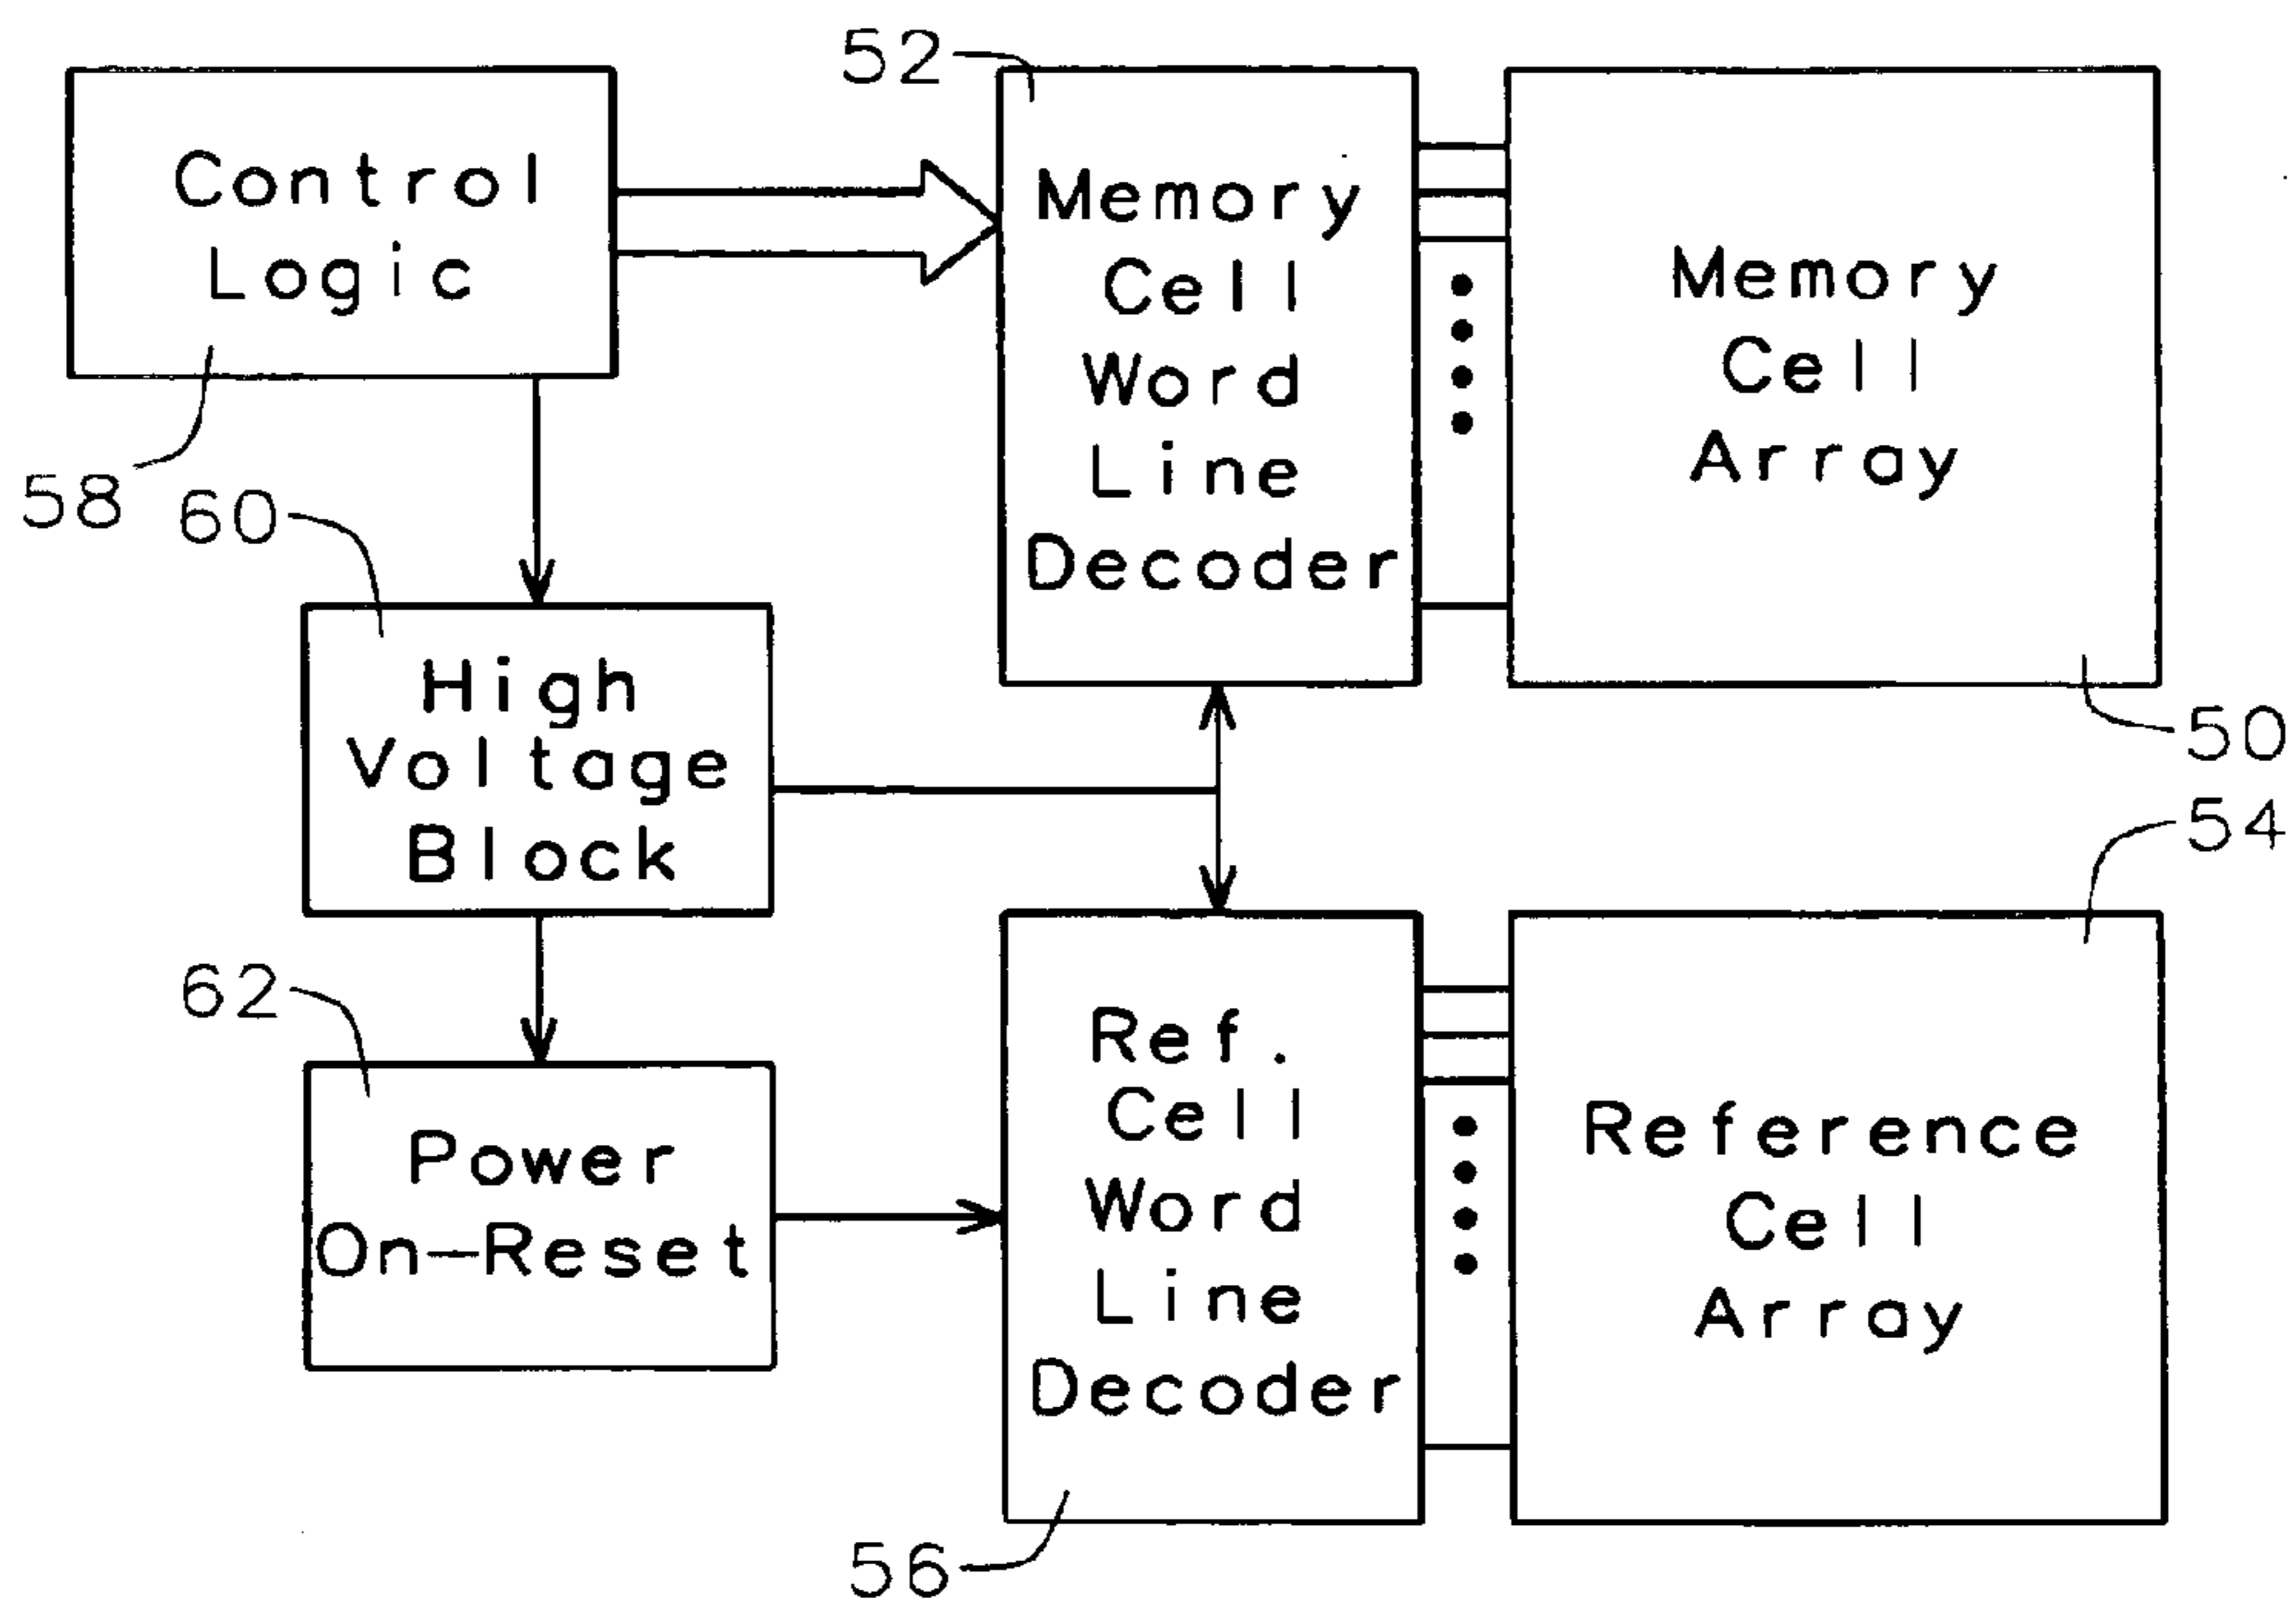 52
Control
Logic
58
Memory
Cell
Word
Line
Decoder
Memory
Cell
Array
50
60
High
Voltage
Block
54
62
Power
On-Reset
Ref.
Cell
Word
Line
Decoder
56
Reference
Cell
Array